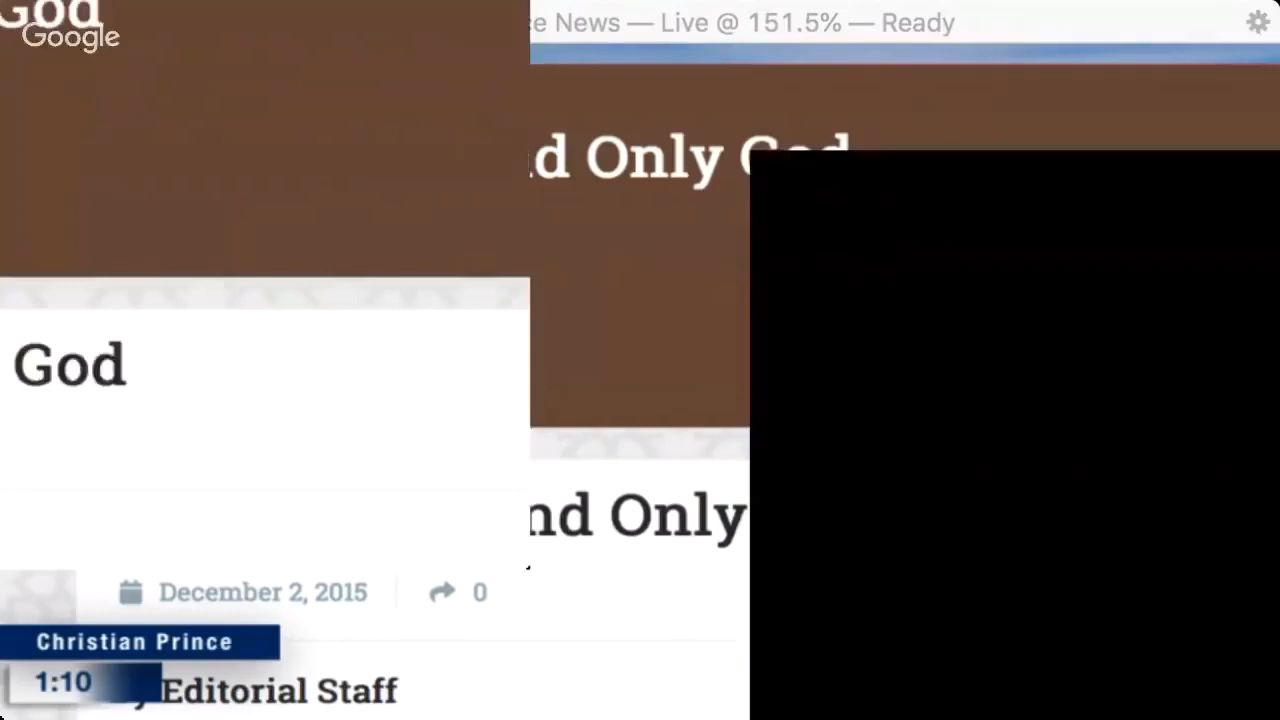 God
Google
e News — Live @ 151.5% — Ready
d Only God
God
nd Only
December 2, 2015
0
Christian Prince
1:10
Editorial Staff